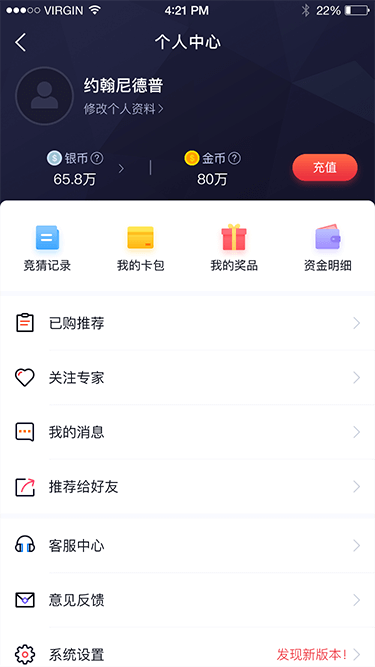 VIRGIN 4:21 PM 22%
个人中心
约翰尼德普
修改个人资料
银币 ? 金币 ?
65.8万 80万 充值
竞猜记录 我的卡包 我的奖品 资金明细
已购推荐
关注专家
我的消息
推荐给好友
客服中心
意见反馈
系统设置 发现新版本!